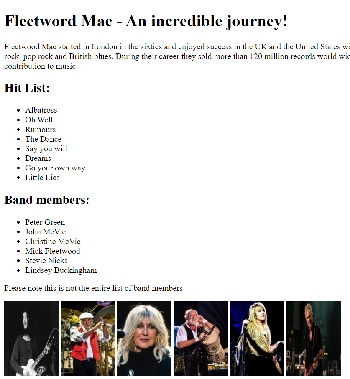 Fleetword Mac - An incredible journey!
Fleetwood Mac started in London in the sixties and enjoyed success in the UK and the United States wi
rock, pop rock and British blues. During their career they sold more than 120 million records world wid
contribution to music.
Hit List:
Albatross
Oh Well
Rumours
The Dance
Say you will
Dreams
Go your own way
Little Lies
Band members:
Peter Green
John McVie
Christine McVie
Mick Fleetwood
Stevie Nicks
Lindsey Buckingham
Please note this is not the entire list of band members